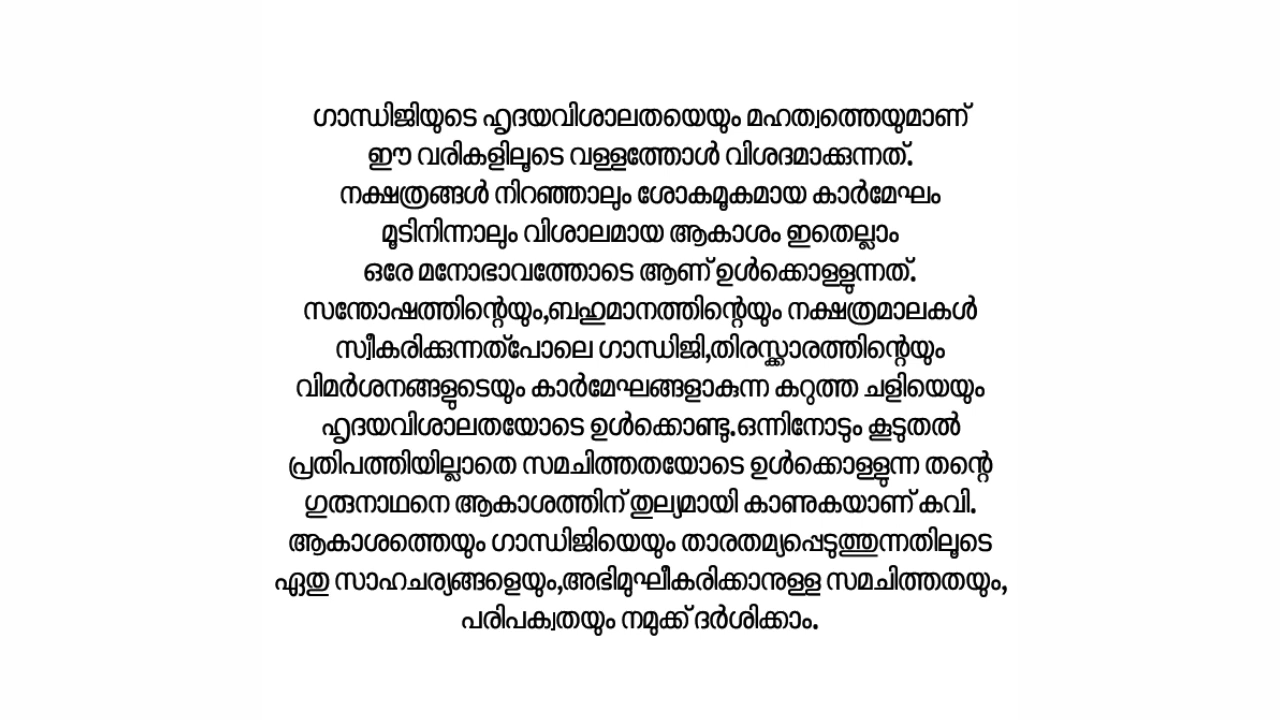 ഗാന്ധിജിയുടെ ഹൃദയവിശാലതയെയും മഹത്വത്തെയുമാണ്
ഈ വരികളിലൂടെ വള്ളത്തോൾ വിശദമാക്കുന്നത്.
നക്ഷത്രങ്ങൾ നിറഞ്ഞാലും ശോകമൂകമായ കാർമേഘം
മൂടിനിന്നാലും വിശാലമായ ആകാശം ഇതെല്ലാം
ഒരേ മനോഭാവത്തോടെ ആണ് ഉൾക്കൊള്ളുന്നത്.
സന്തോഷത്തിന്റെയും,ബഹുമാനത്തിന്റെയും നക്ഷത്രമാലകൾ
സ്വീകരിക്കുന്നത്പോലെ ഗാന്ധിജി,തിരസ്ക്കാരത്തിന്റെയും
വിമർശനങ്ങളുടെയും കാർമേഘങ്ങളാകുന്ന കറുത്ത ചളിയെയും
ഹൃദയവിശാലതയോടെ ഉൾക്കൊണ്ടു.ഒന്നിനോടും കൂടുതൽ
പ്രതിപത്തിയില്ലാതെ സമചിത്തതയോടെ ഉൾക്കൊള്ളുന്ന തന്റെ
ഗുരുനാഥനെ ആകാശത്തിന് തുല്യമായി കാണുകയാണ് കവി.
ആകാശത്തെയും ഗാന്ധിജിയെയും താരതമ്യപ്പെടുത്തുന്നതിലൂടെ
ഏതു സാഹചര്യങ്ങളെയും,അഭിമുഘീകരിക്കാനുള്ള സമചിത്തതയും,
പരിപക്വതയും നമുക്ക് ദർശിക്കാം.